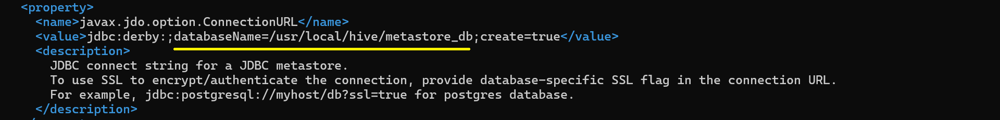 <property>
<name>javax.jdo.option.ConnectionURL</name>
<value>jdbc:derby:;databaseName=/usr/local/hive/metastore_db;create=true</value>
<description>
JDBC connect string for a JDBC metastore.
To use SSL to encrypt/authenticate the connection, provide database-specific SSL flag in the connection URL.
For example, jdbc:postgresql://myhost/db?ssl=true for postgres database.
</description>